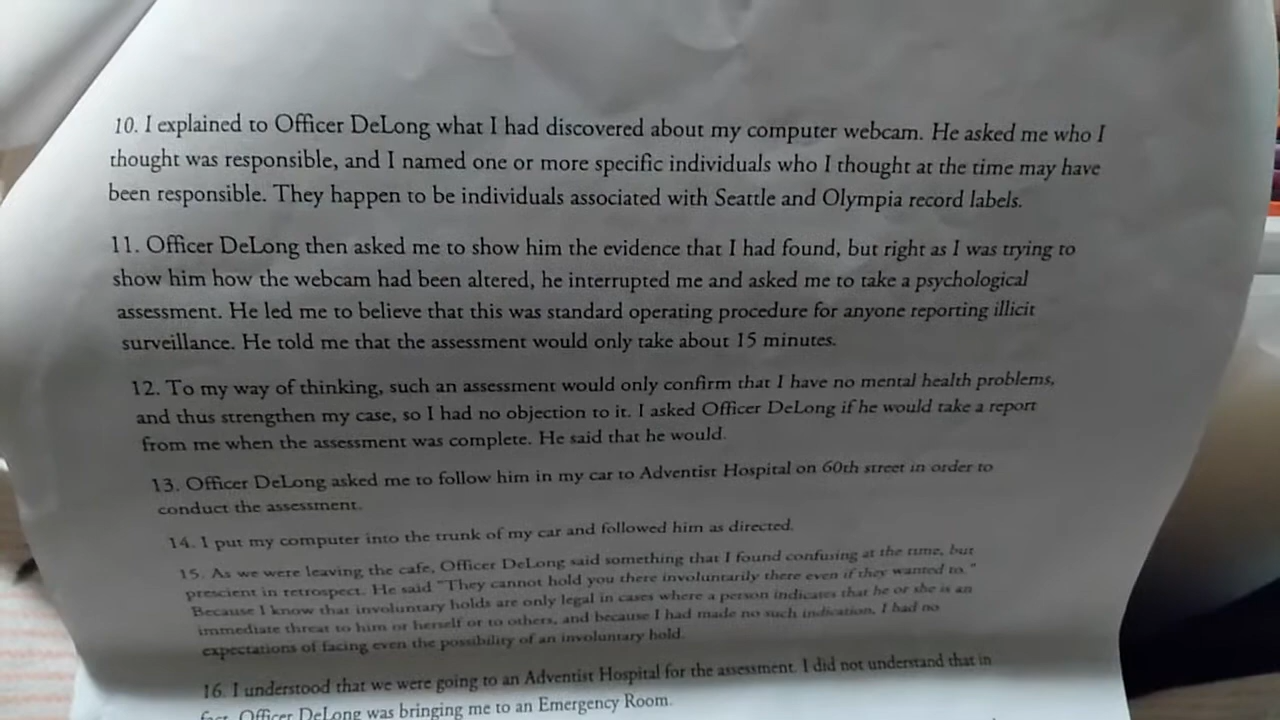 10. I explained to Officer DeLong what I had discovered about my computer webcam. He asked me who I
thought was responsible, and I named one or more specific individuals who I thought at the time may have
been responsible. They happen to be individuals associated with Seattle and Olympia record labels.
11. Officer DeLong then asked me to show him the evidence that I had found, but right as I was trying to
show him how the webcam had been altered, he interrupted me and asked me to take a psychological
assessment. He led me to believe that this was standard operating procedure for anyone reporting illicit
surveillance. He told me that the assessment would only take about 15 minutes.
12. To my way of thinking, such an assessment would only confirm that I have no mental health problems,
and thus strengthen my case, so I had no objection to it. I asked Officer DeLong if he would take a report
from me when the assessment was complete. He said that he would.
13. Officer DeLong asked me to follow him in my car to Adventist Hospital on 60th street in order to
conduct the assessment.
14. I put my computer into the trunk of my car and followed him as directed.
15. As we were leaving the cafe, Officer DeLong said something that I found confusing at the time, but
prescient in retrospect. He said "They cannot hold you there involuntarily there even if they wanted to."
Because I know that involuntary holds are only legal in cases where a person indicates that he or she is an
immediate threat to him or herself or to others, and because I had made no such indication, I had no
expectations of facing even the possibility of an involuntary hold.
16. I understood that we were going to an Adventist Hospital for the assessment. I did not understand that in
fact, Officer DeLong was bringing me to an Emergency Room.